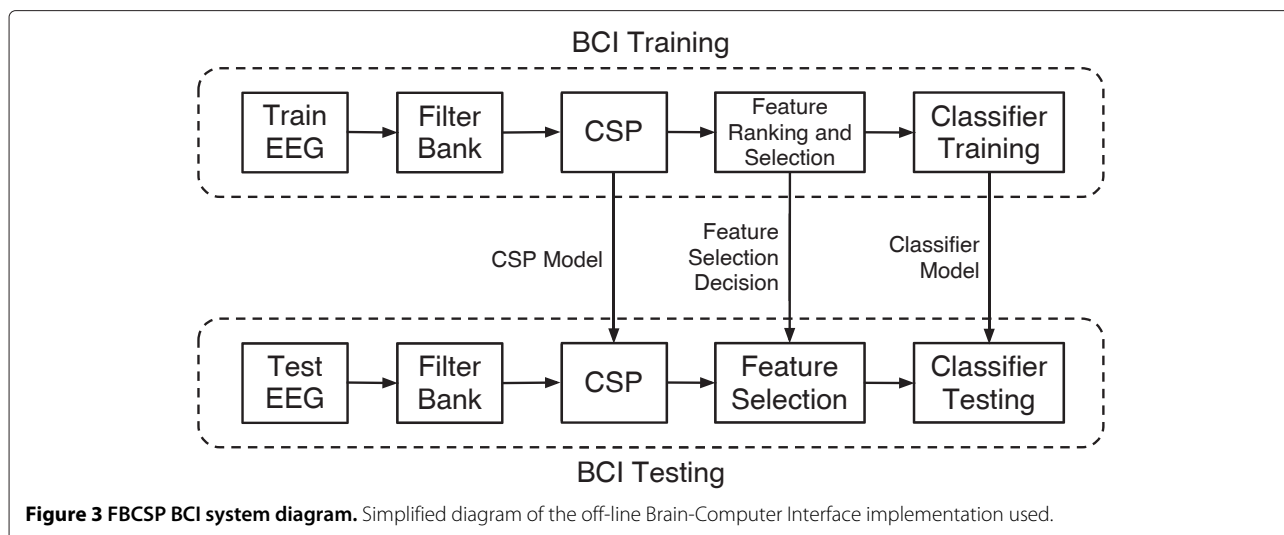 BCI Training
Train
EEG
Filter
Bank
CSP
Feature
Ranking and
Selection
Classifier
Training
CSP Model
Feature
Selection
Decision
Classifier
Model
Test
EEG
Filter
Bank
CSP
Feature
Selection
Classifier
Testing
BCI Testing
Figure 3 FBCSP BCI system diagram. Simplified diagram of the off-line Brain-Computer Interface implementation used.